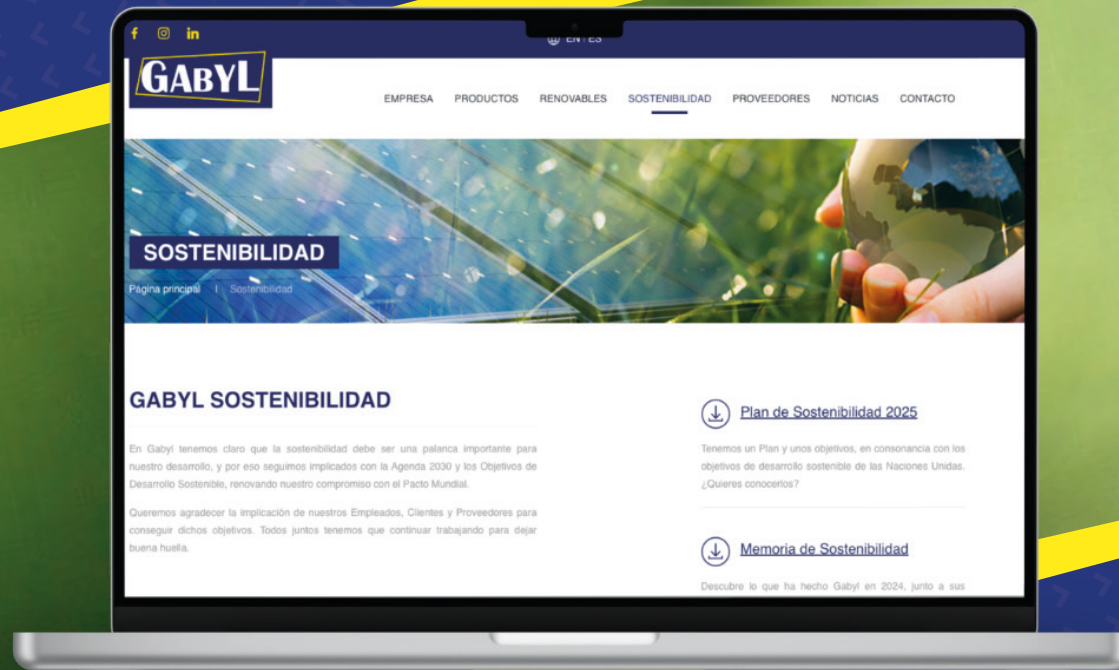 f in
EN ES
GABYL
EMPRESA PRODUCTOS RENOVABLES SOSTENIBILIDAD PROVEEDORES NOTICIAS CONTACTO
SOSTENIBILIDAD
Página principal | Sostenibilidad
GABYL SOSTENIBILIDAD
En Gabyl tenemos claro que la sostenibilidad debe ser una palanca importante para
nuestro desarrollo, y por eso seguimos implicados con la Agenda 2030 y los Objetivos de
Desarrollo Sostenible, renovando nuestro compromiso con el Pacto Mundial.
Queremos agradecer la implicación de nuestros Empleados, Clientes y Proveedores para
conseguir dichos objetivos. Todos juntos tenemos que continuar trabajando para dejar
buena huella.
Plan de Sostenibilidad 2025
Tenemos un Plan y unos objetivos, en consonancia con los
objetivos de desarrollo sostenible de las Naciones Unidas.
¿Quieres conocerlos?
Memoria de Sostenibilidad
Descubre lo que ha hecho Gabyl en 2024, junto a sus